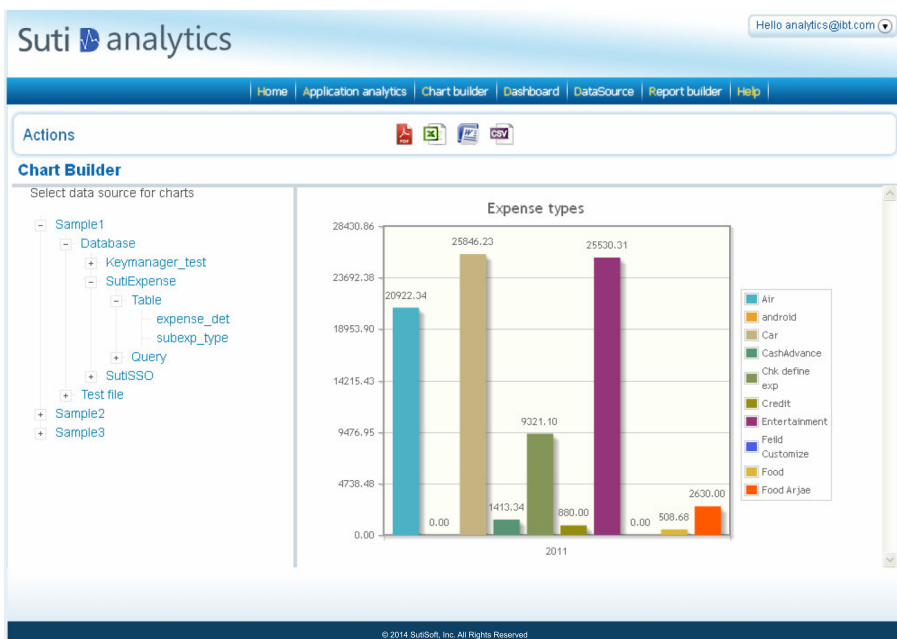 Suti D analytics
Hello analytics@ibt.com
Home Application analytics Chart builder Dashboard DataSource Report builder Help
Actions
PDF
W
CSV
Chart Builder
Select data source for charts
Sample1
Database
Keymanager_test
SutiExpense
Table
expense_det
subexp_type
Query
SutiSSO
Test file
Sample2
Sample3
Expense types
28430.86
23692.38
18953.90
14215.43
9476.95
4738.48
0.00
20922.34
0.00
25846.23
1413.34
9321.10
880.00
25530.31
0.00
508.68
2630.00
2011
Air
android
Car
CashAdvance
Chk define
exp
Credit
Entertainment
Feild
Customize
Food
Food Arjae
© 2014 SutiSoft, Inc. All Rights Reserved